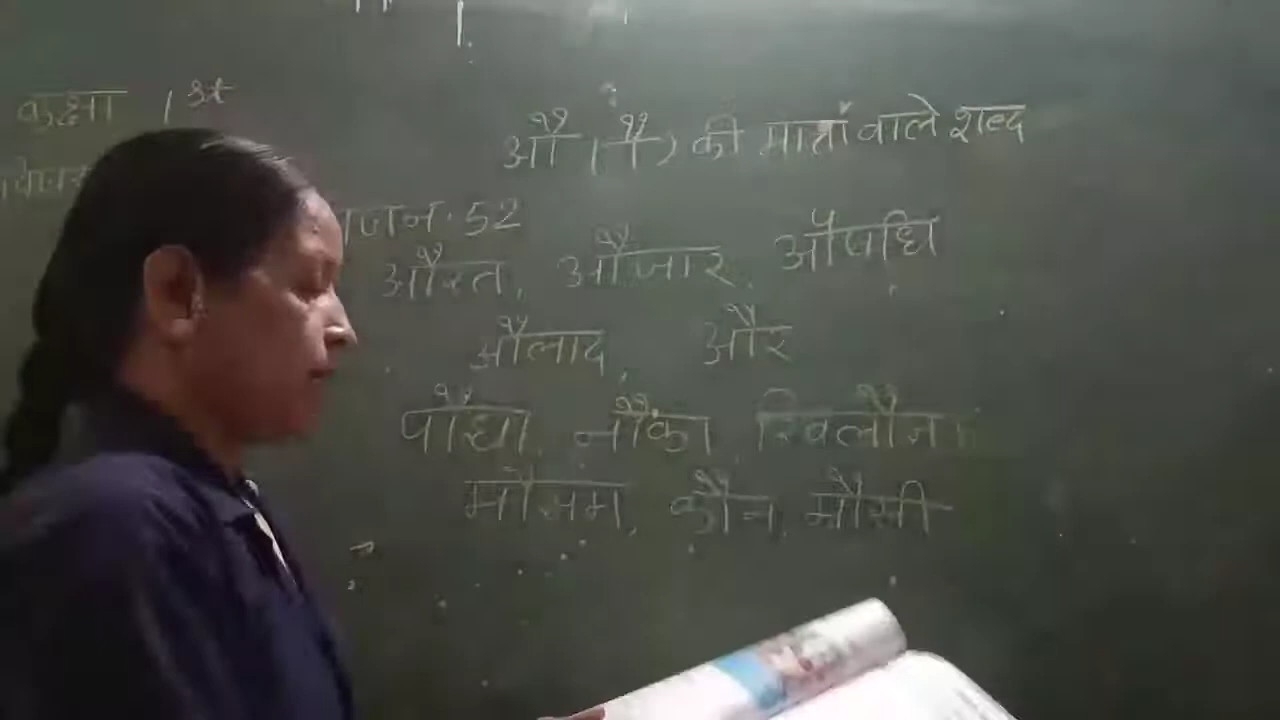 कक्षा 1st
औ ( ौ ) की मात्रा वाले शब्द
52
औरत, औजार, औषधि
औलाद, और
पौधा, नौका, खिलौना
मौसम, कौन, मौसी